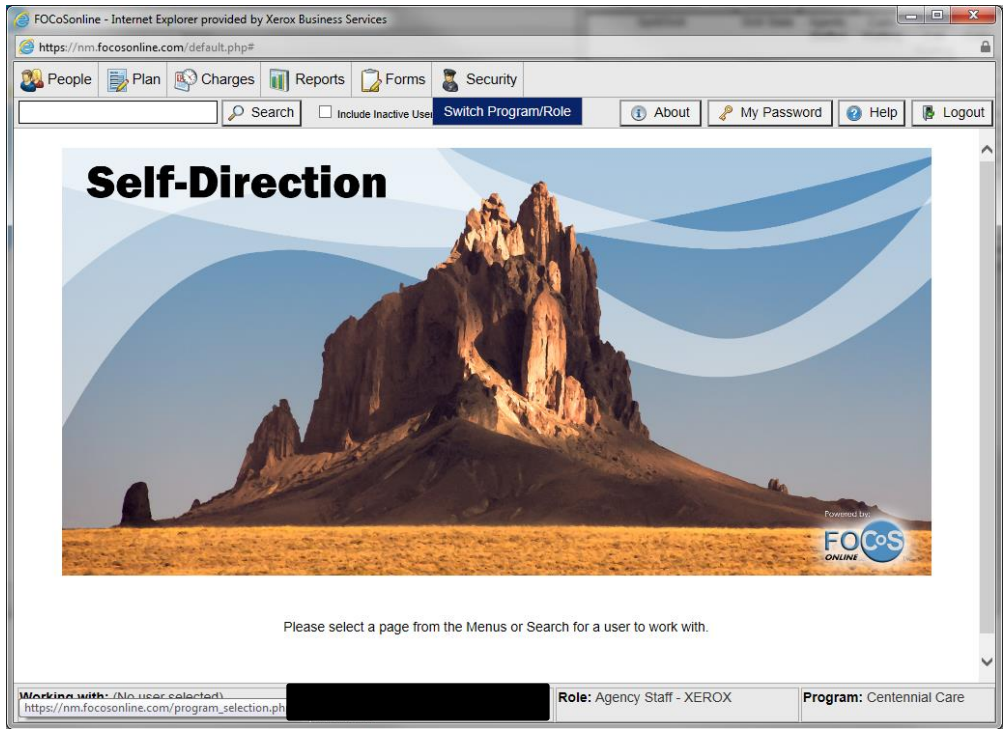 FOCoSonline - Internet Explorer provided by Xerox Business Services
https://nm.focosonline.com/default.php#
People Plan Charges Reports Forms Security
Search Include Inactive User Switch Program/Role About My Password Help Logout
Self-Direction
Powered by:
FOCoS
ONLINE
Please select a page from the Menus or Search for a user to work with.
Working with: (No user selected) Role: Agency Staff - XEROX Program: Centennial Care
https://nm.focosonline.com/program_selection.ph